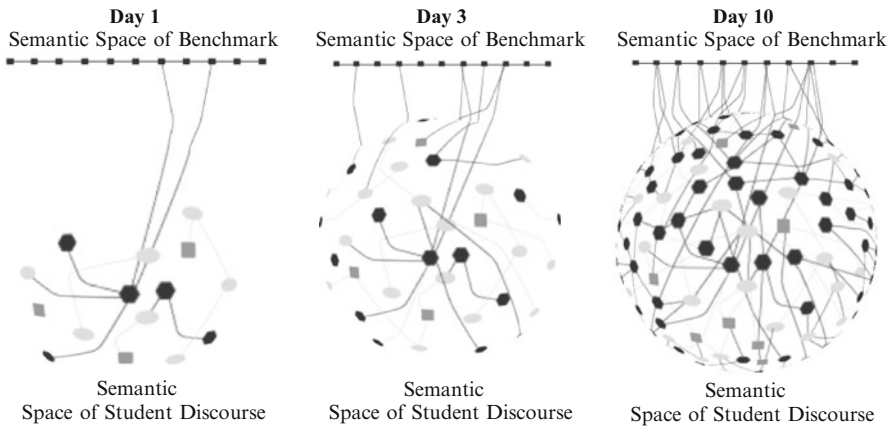 Day 1
Semantic Space of Benchmark
Day 3
Semantic Space of Benchmark
Day 10
Semantic Space of Benchmark
Semantic
Space of Student Discourse
Semantic
Space of Student Discourse
Semantic
Space of Student Discourse